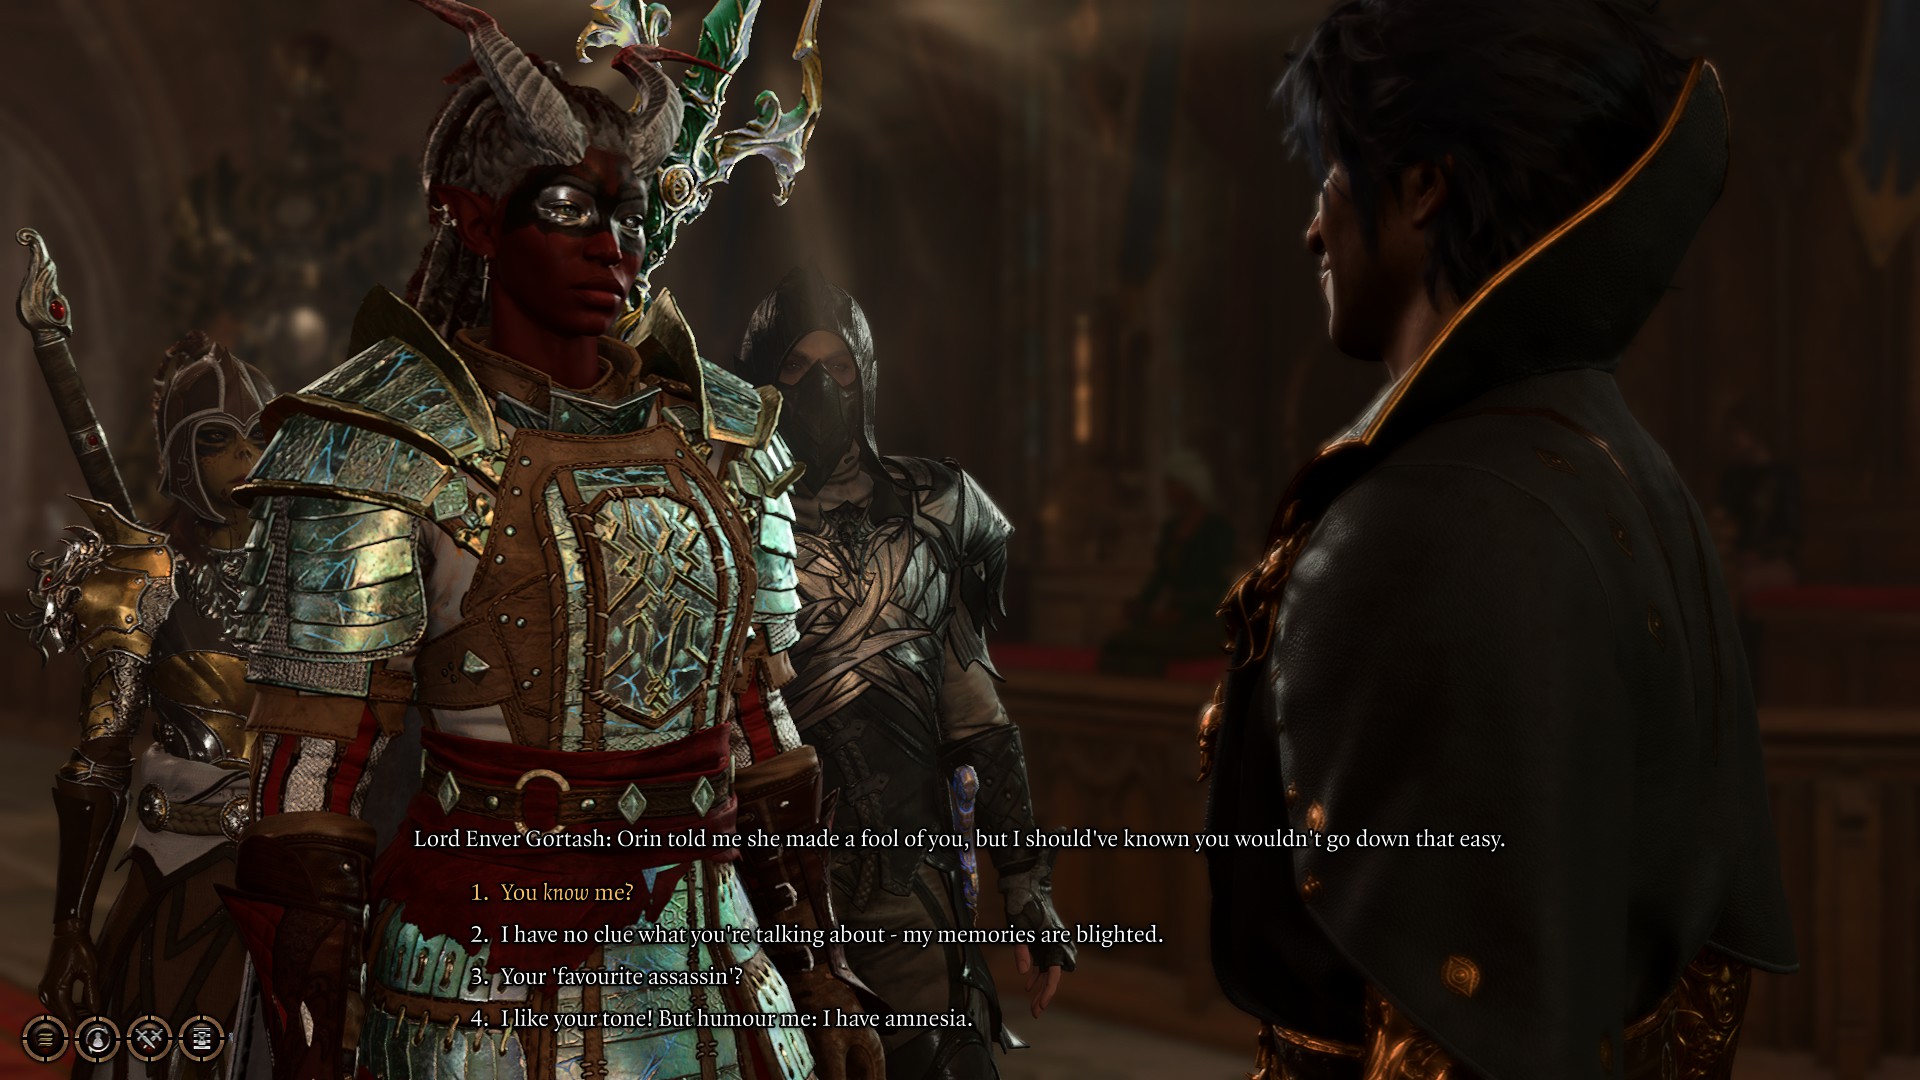 Lord Enver Gortash: Orin told me she made a fool of you, but I should've known you wouldn't go down that easy.
1. You know me?
2. I have no clue what you're talking about - my memories are blighted.
3. Your 'favourite assassin'?
4. I like your tone! But humour me: I have amnesia.